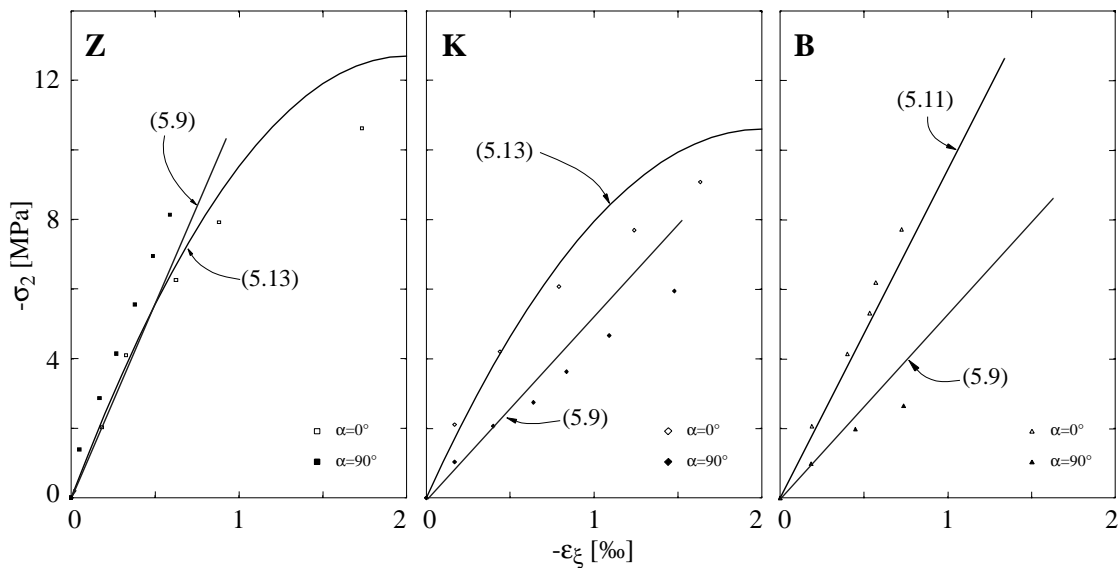 Z
K
B
12
8
4
0
-σ₂ [MPa]
(5.9)
(5.13)
(5.13)
(5.9)
(5.11)
(5.9)
α=0°
α=90°
α=0°
α=90°
α=0°
α=90°
0 1 2 0 1 2 0 1 2
-εξ [‰]